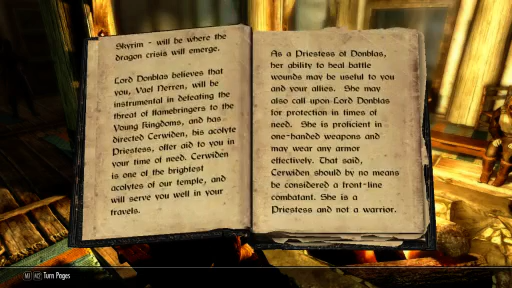 Skyrim - will be where the
dragon crisis will emerge.
Lord Donblas believes that
you, Vael Nerren, will be
instrumental in defeating the
threat of flamebringers to the
Young Kingdoms, and has
directed Cerwiden, his acolyte
Priestess, offer aid to you in
your time of need. Cerwiden
is one of the brightest
acolytes of our temple, and
will serve you well in your
travels.
As a Priestess of Donblas,
her ability to heal battle
wounds may be useful to you
and your allies. She may
also call upon Lord Donblas
for protection in times of
need. She is proficient in
one-handed weapons and
may wear any armor
effectively. That said,
Cerwiden should by no means
be considered a front-line
combatant. She is a
Priestess and not a warrior.
Turn Pages